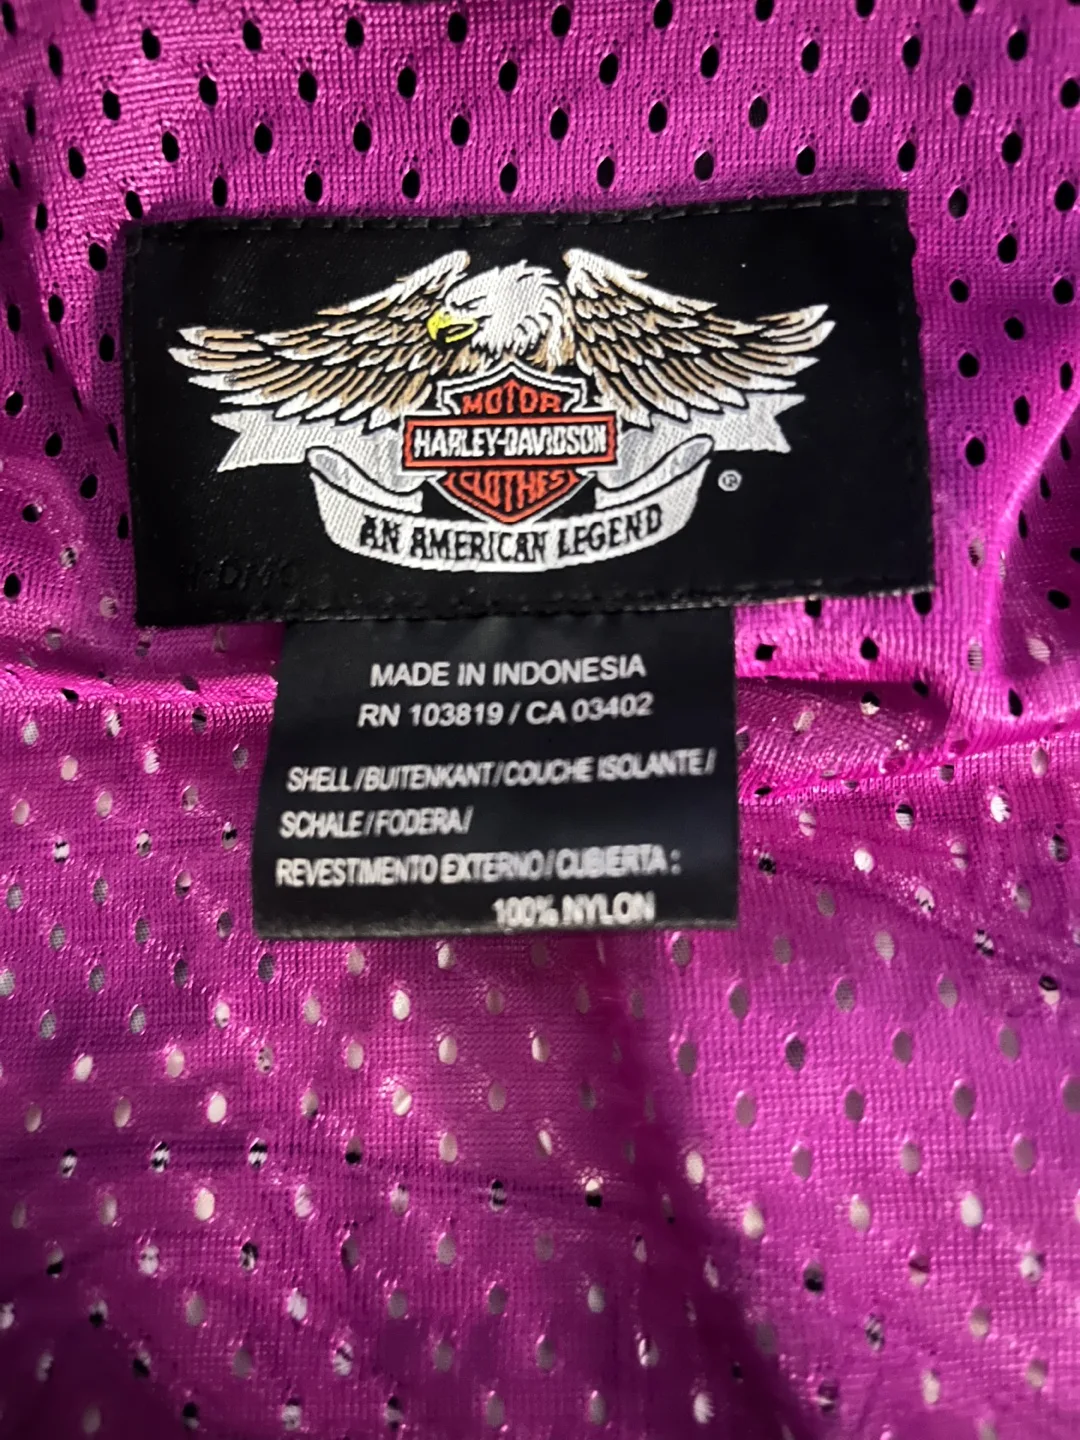 MOTOR
HARLEY-DAVIDSON
CLOTHES
®
AN AMERICAN LEGEND
MADE IN INDONESIA
RN 103819 / CA 03402
SHELL/BUITENKANT/COUCHE ISOLANTE/
SCHALE/FODERA/
REVESTIMENTO EXTERNO/CUBIERTA :
100% NYLON